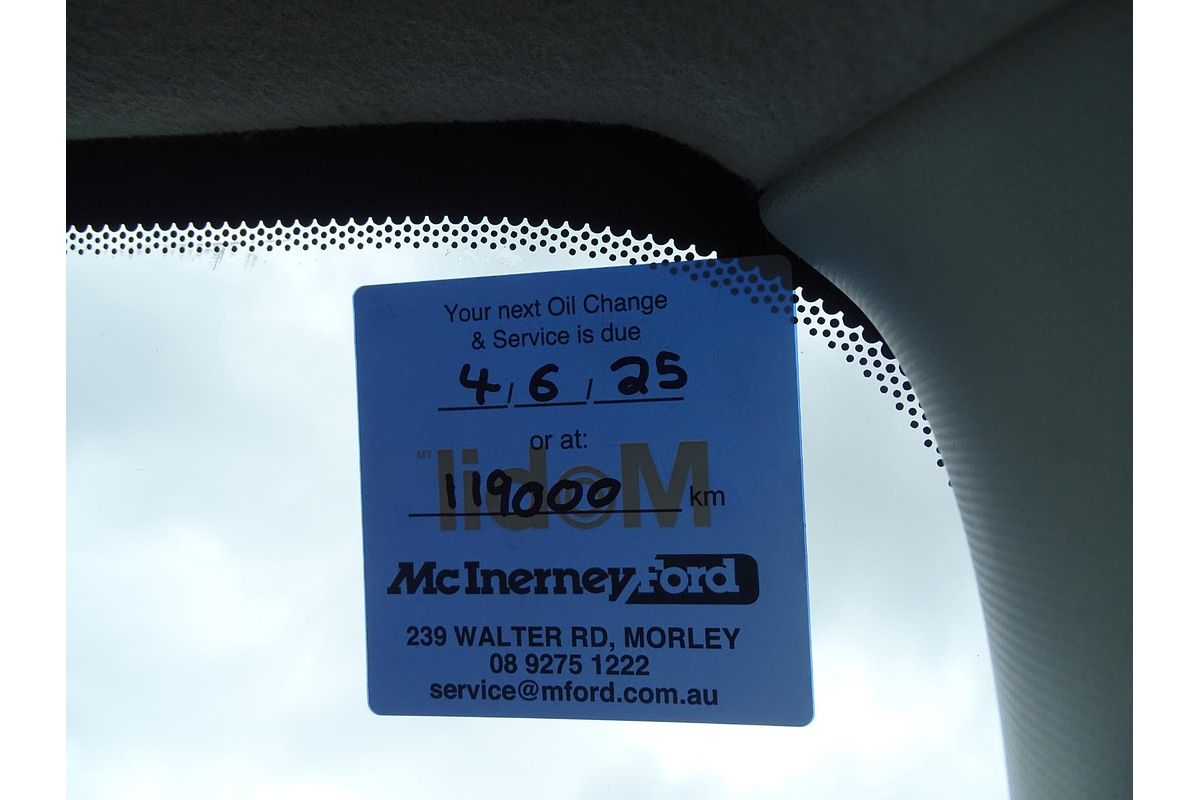 Your next Oil Change
& Service is due
4/6/25
or at:
Mobil
119000 km
McInerney Ford
239 WALTER RD, MORLEY
08 9275 1222
service@mford.com.au